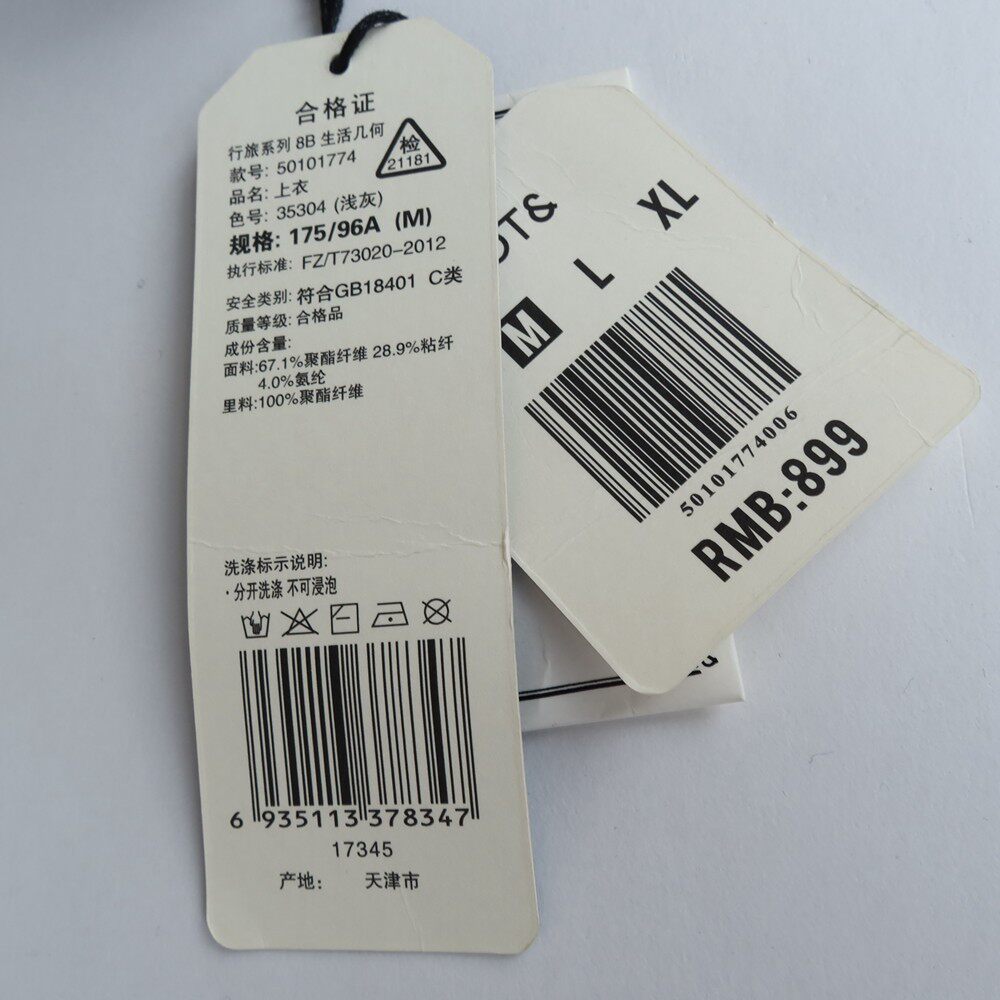 合格证
行旅系列 8B 生活几何
款号: 50101774
检
21181
品名: 上衣
色号: 35304 (浅灰)
规格: 175/96A (M)
执行标准: FZ/T73020-2012
安全类别: 符合GB18401 C类
质量等级: 合格品
成份含量:
面料:67.1%聚酯纤维 28.9%粘纤
4.0%氨纶
里料:100%聚酯纤维
洗涤标示说明:
·分开洗涤 不可浸泡
6 935113 378347
17345
产地: 天津市
M L XL
50101774006
RMB:899